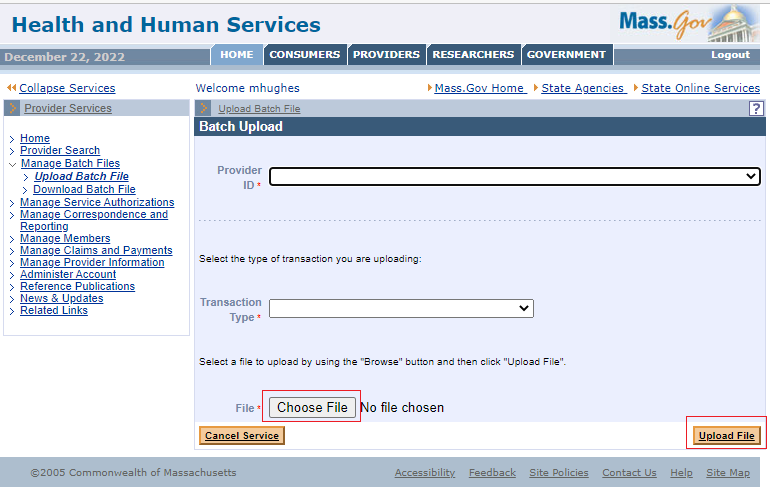 Health and Human Services
Mass.Gov
December 22, 2022
HOME CONSUMERS PROVIDERS RESEARCHERS GOVERNMENT Logout
Collapse Services Welcome mhughes Mass.Gov Home State Agencies State Online Services
Provider Services
Home
Provider Search
Manage Batch Files
Upload Batch File
Download Batch File
Manage Service Authorizations
Manage Correspondence and
Reporting
Manage Members
Manage Claims and Payments
Manage Provider Information
Administer Account
Reference Publications
News & Updates
Related Links
Upload Batch File ?
Batch Upload
Provider
ID *
Select the type of transaction you are uploading:
Transaction
Type *
Select a file to upload by using the "Browse" button and then click "Upload File".
File * Choose File No file chosen
Cancel Service Upload File
©2005 Commonwealth of Massachusetts Accessibility Feedback Site Policies Contact Us Help Site Map